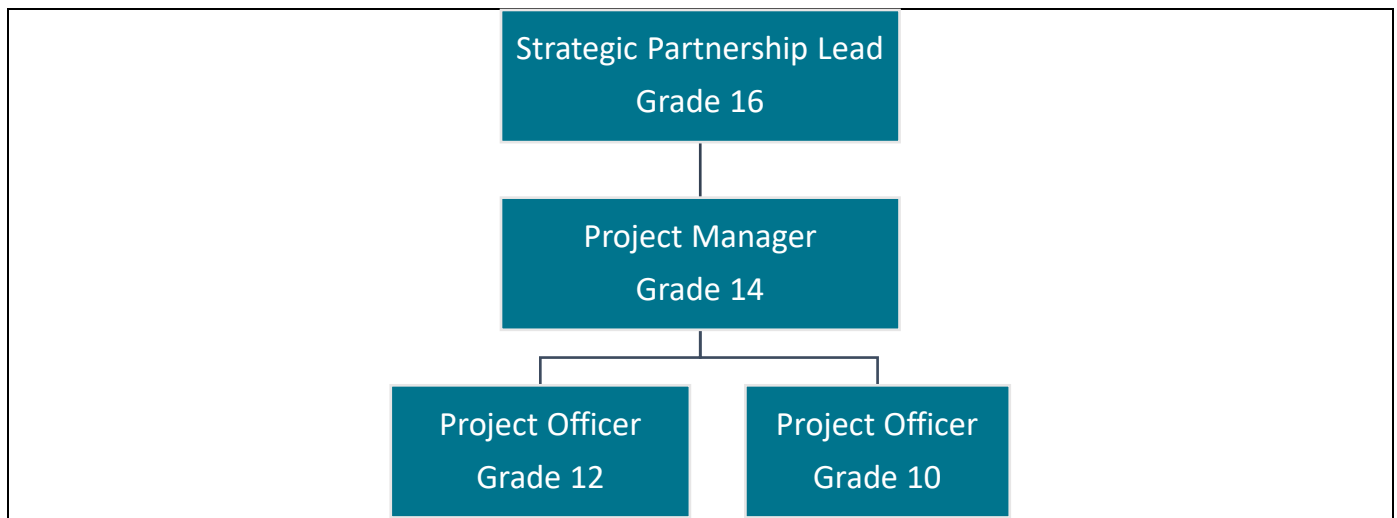 Strategic Partnership Lead
Grade 16
Project Manager
Grade 14
Project Officer
Grade 12
Project Officer
Grade 10